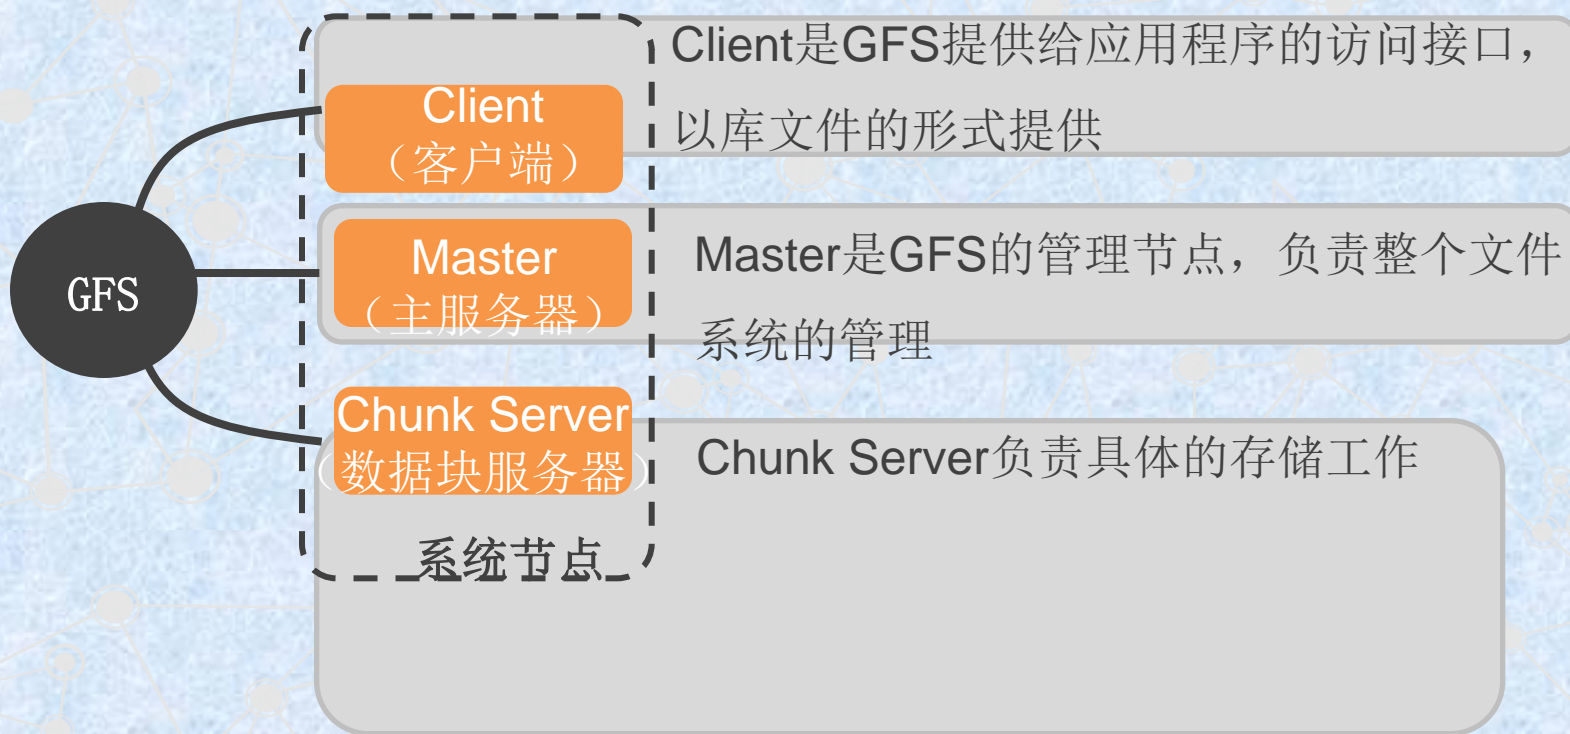 Client是GFS提供给应用程序的访问接口，
以库文件的形式提供
Client
（客户端）
GFS
Master
（主服务器）
Master是GFS的管理节点，负责整个文件
系统的管理
Chunk Server
（数据块服务器）
Chunk Server负责具体的存储工作
系统节点